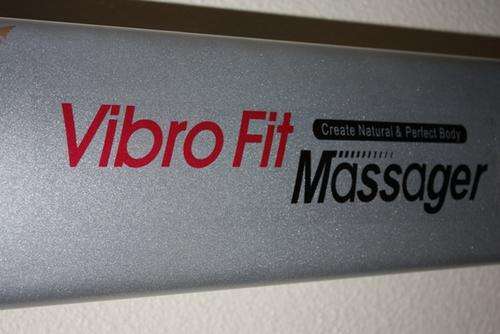 Vibro Fit
Create Natural & Perfect Body
Massager